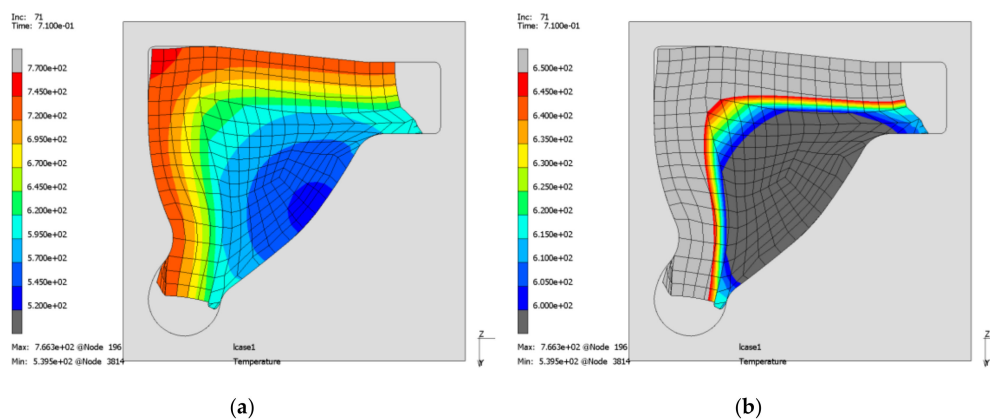 Inc: 71
Time: 7.100e-01
7.700e+02
7.450e+02
7.200e+02
6.950e+02
6.700e+02
6.450e+02
6.200e+02
5.950e+02
5.700e+02
5.450e+02
5.200e+02
Max: 7.663e+02 @Node 196
Min: 5.395e+02 @Node 3814
lcase1
Temperature
Z
Y
(a)
Inc: 71
Time: 7.100e-01
6.500e+02
6.450e+02
6.400e+02
6.350e+02
6.300e+02
6.250e+02
6.200e+02
6.150e+02
6.100e+02
6.050e+02
6.000e+02
Max: 7.663e+02 @Node 196
Min: 5.395e+02 @Node 3814
lcase1
Temperature
Z
Y
(b)